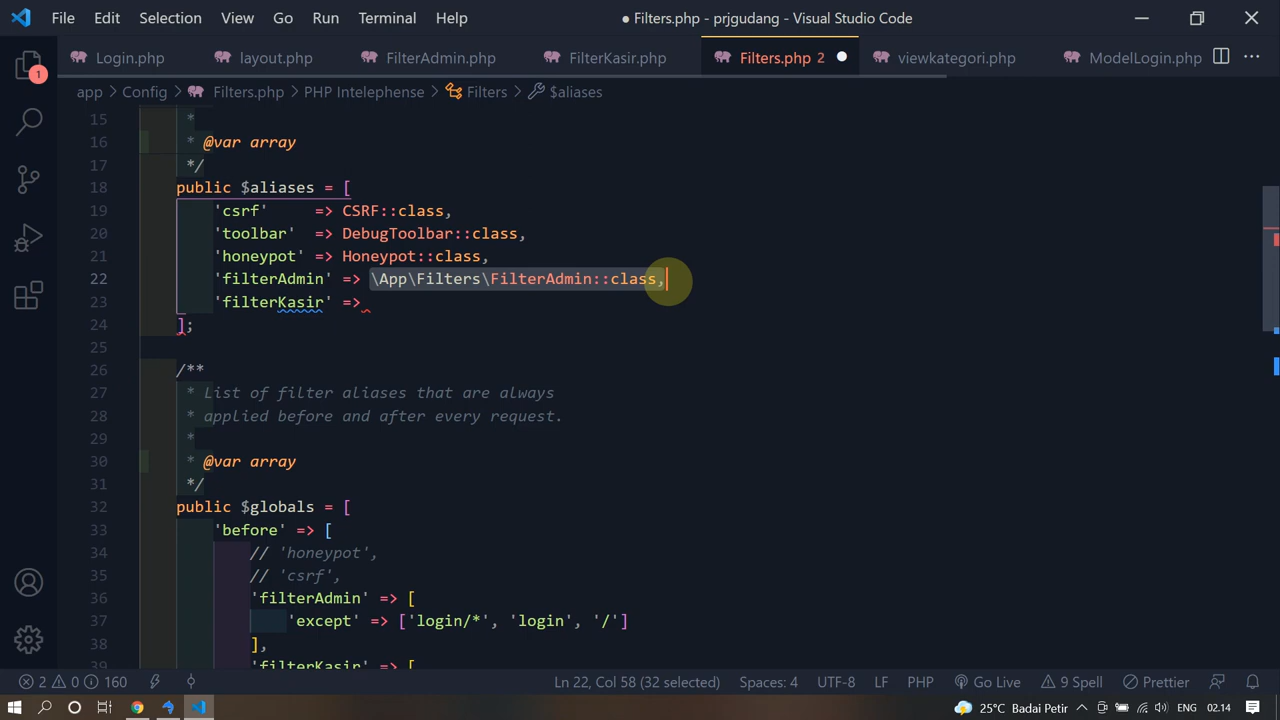 File Edit Selection View Go Run Terminal Help ● Filters.php - prjgudang - Visual Studio Code
Login.php layout.php FilterAdmin.php FilterKasir.php Filters.php 2 viewkategori.php ModelLogin.php
1
app > Config > Filters.php > PHP Intelephense > Filters > $aliases
15 *
16 * @var array
17 */
18 public $aliases = [
19 'csrf' => CSRF::class,
20 'toolbar' => DebugToolbar::class,
21 'honeypot' => Honeypot::class,
22 'filterAdmin' => \App\Filters\FilterAdmin::class,
23 'filterKasir' =>
24 ];
25
26 /**
27 * List of filter aliases that are always
28 * applied before and after every request.
29 *
30 * @var array
31 */
32 public $globals = [
33 'before' => [
34 // 'honeypot',
35 // 'csrf',
36 'filterAdmin' => [
37 'except' => ['login/*', 'login', '/']
38 ],
39 'filterKasir' => [
2 0 160 Ln 22, Col 58 (32 selected) Spaces: 4 UTF-8 LF PHP Go Live 9 Spell Prettier
25°C Badai Petir ENG 02.14